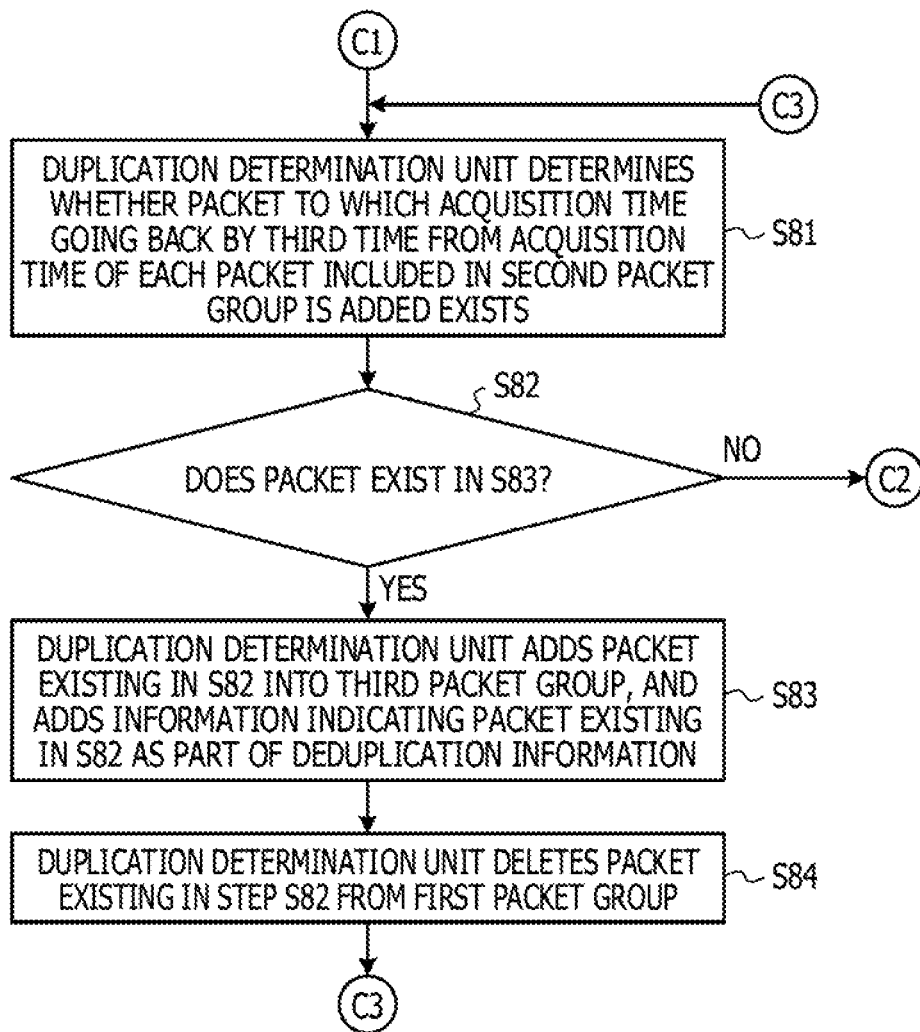 C1
C3
DUPLICATION DETERMINATION UNIT DETERMINES
WHETHER PACKET TO WHICH ACQUISITION TIME
GOING BACK BY THIRD TIME FROM ACQUISITION
TIME OF EACH PACKET INCLUDED IN SECOND PACKET
GROUP IS ADDED EXISTS
S81
S82
DOES PACKET EXIST IN S83?
NO
C2
YES
DUPLICATION DETERMINATION UNIT ADDS PACKET
EXISTING IN S82 INTO THIRD PACKET GROUP, AND
ADDS INFORMATION INDICATING PACKET EXISTING
IN S82 AS PART OF DEDUPLICATION INFORMATION
S83
DUPLICATION DETERMINATION UNIT DELETES PACKET
EXISTING IN STEP S82 FROM FIRST PACKET GROUP
S84
C3